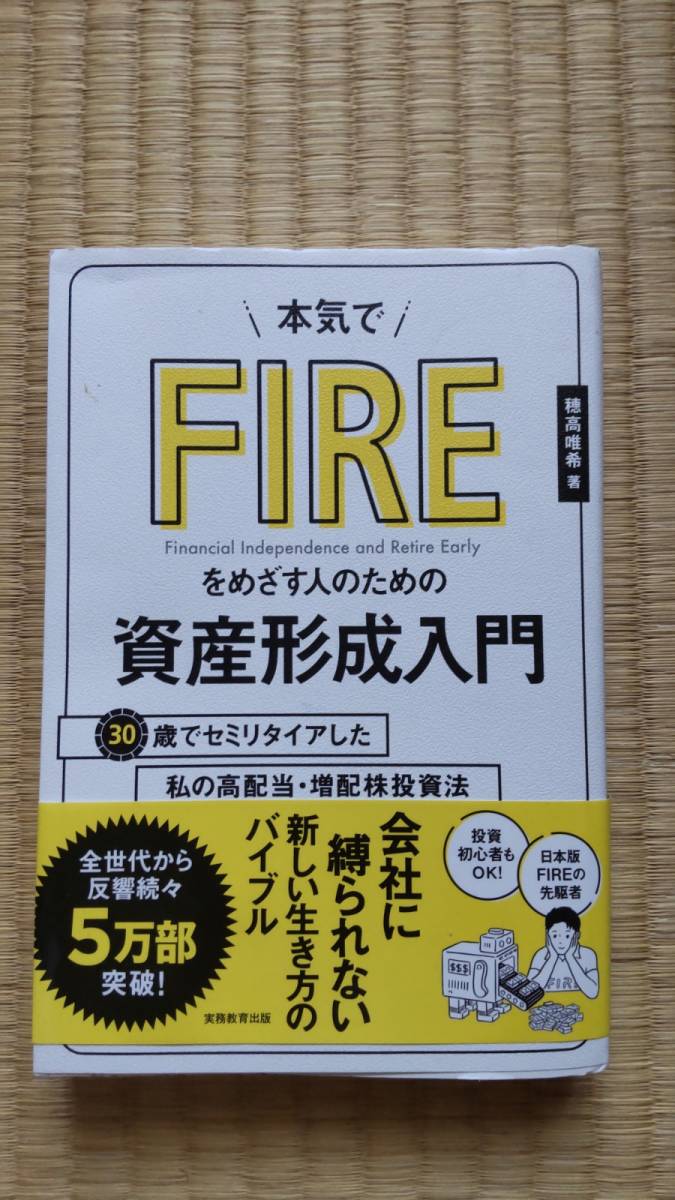 本気で
FIRE
Financial Independence and Retire Early
をめざす人のための
資産形成入門
穂高唯希 著
30歳でセミリタイアした
私の高配当・増配株投資法
全世代から
反響続々
5万部
突破!
会社に
縛られない
新しい生き方の
バイブル
投資
初心者も
OK!
日本版
FIREの
先駆者
$$$
FIRE
実務教育出版